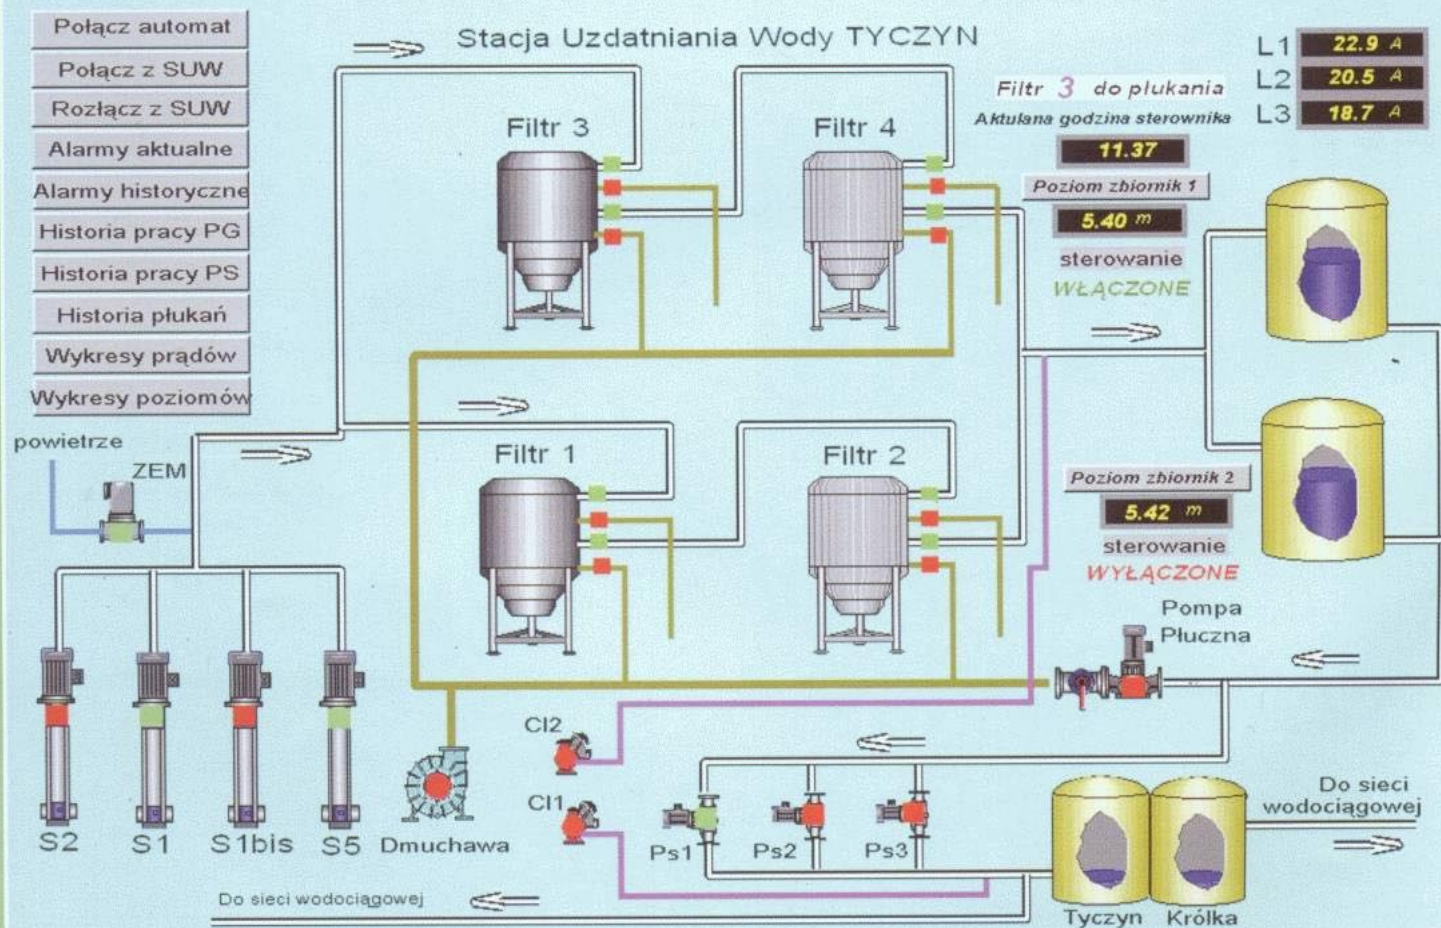 Połącz automat
Połącz z SUW
Rozłącz z SUW
Alarmy aktualne
Alarmy historyczne
Historia pracy PG
Historia pracy PS
Historia płukań
Wykresy prądów
Wykresy poziomów
Stacja Uzdatniania Wody TYCZYN
L1 22.9 A
L2 20.5 A
L3 18.7 A
Filtr 3 do płukania
Aktulana godzina sterownika
11.37
Poziom zbiornik 1
5.40 m
sterowanie
WŁĄCZONE
Filtr 3
Filtr 4
Filtr 1
Filtr 2
powietrze
ZEM
Poziom zbiornik 2
5.42 m
sterowanie
WYŁĄCZONE
Pompa
Płuczna
S2
S1
S1bis
S5
Dmuchawa
Cl2
Cl1
Ps1
Ps2
Ps3
Do sieci
wodociągowej
Do sieci wodociągowej
Tyczyn
Królka